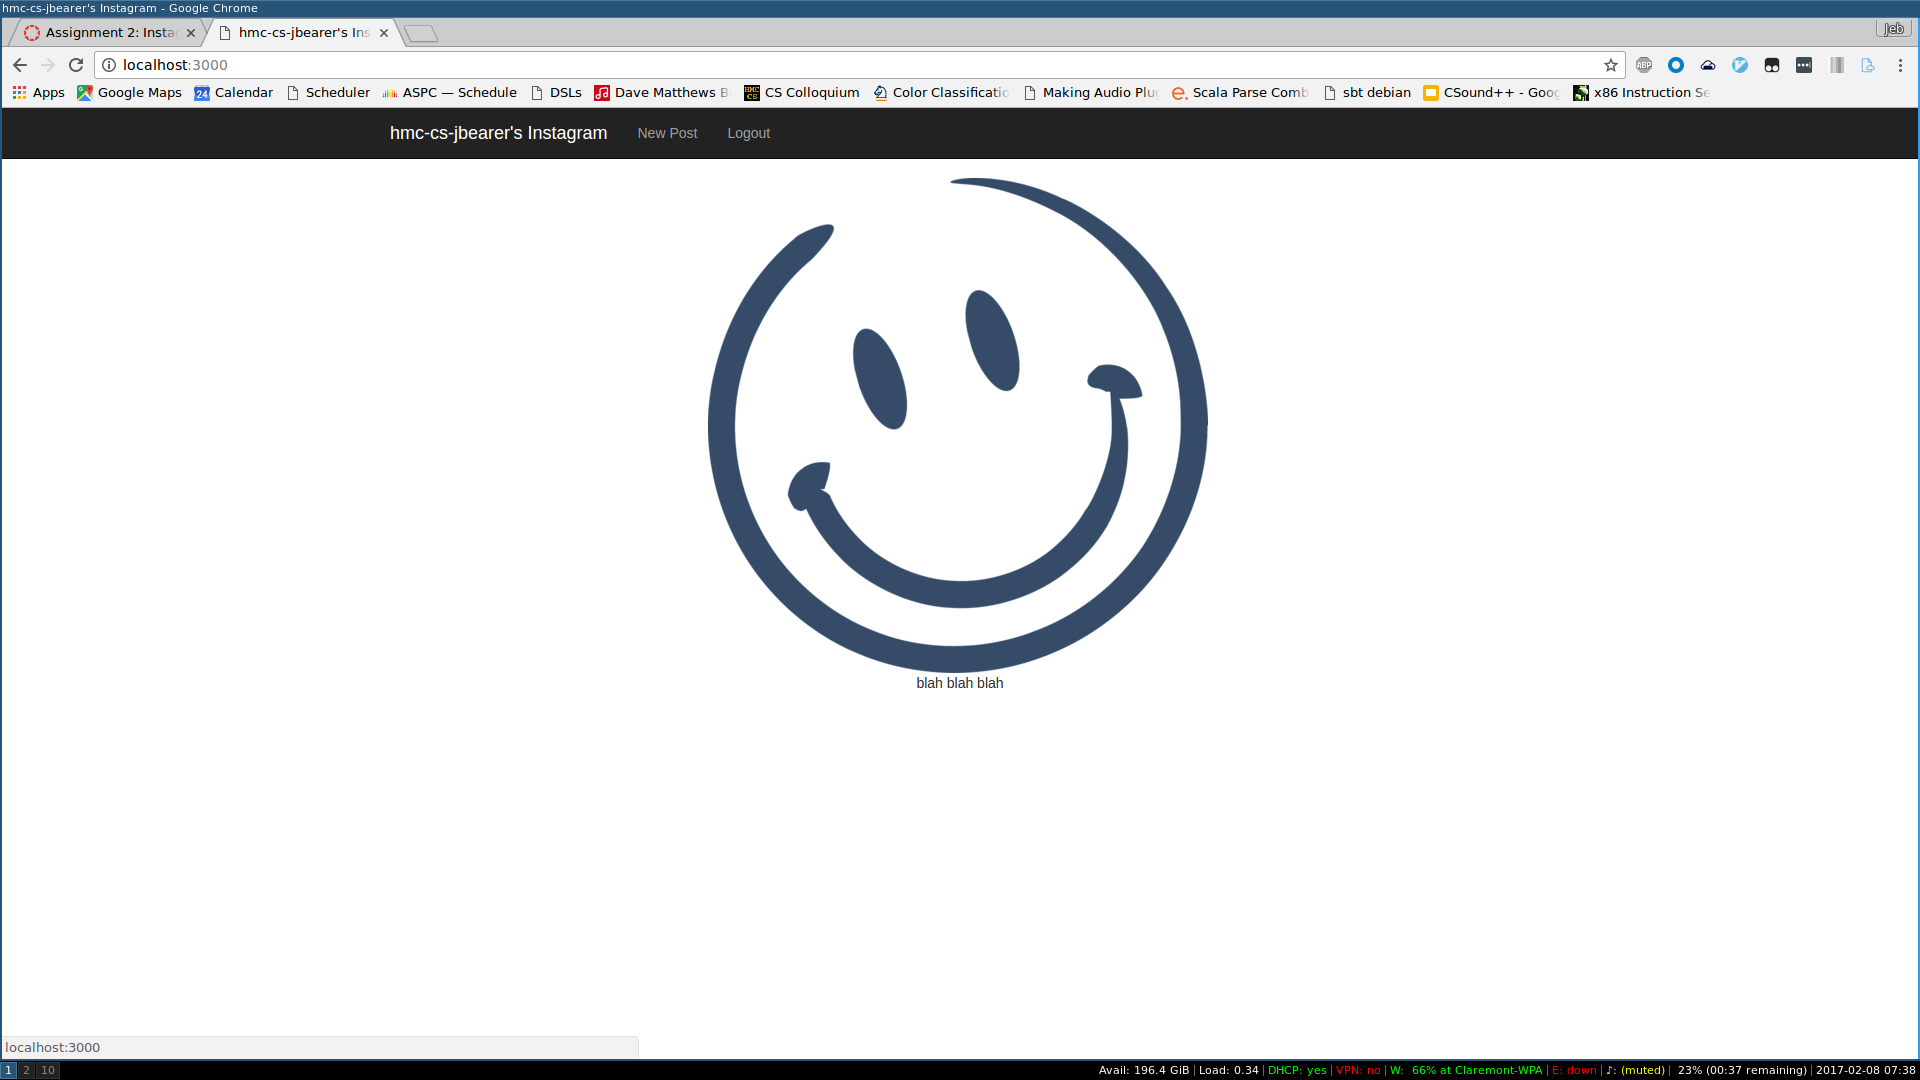 hmc-cs-jbearer's Instagram - Google Chrome
Assignment 2: Insta
hmc-cs-jbearer's Ins
Jeb
localhost:3000
ABP
Apps
Google Maps
24 Calendar
Scheduler
ASPC — Schedule
DSLs
Dave Matthews B
HMC CS CS Colloquium
Color Classificatio
Making Audio Plu
e. Scala Parse Comb
sbt debian
CSound++ - Goog
x86 Instruction Se
hmc-cs-jbearer's Instagram
New Post
Logout
blah blah blah
localhost:3000
1 2 10
Avail: 196.4 GiB | Load: 0.34 | DHCP: yes | VPN: no | W: 66% at Claremont-WPA | E: down | ♪: (muted) | 23% (00:37 remaining) | 2017-02-08 07:38